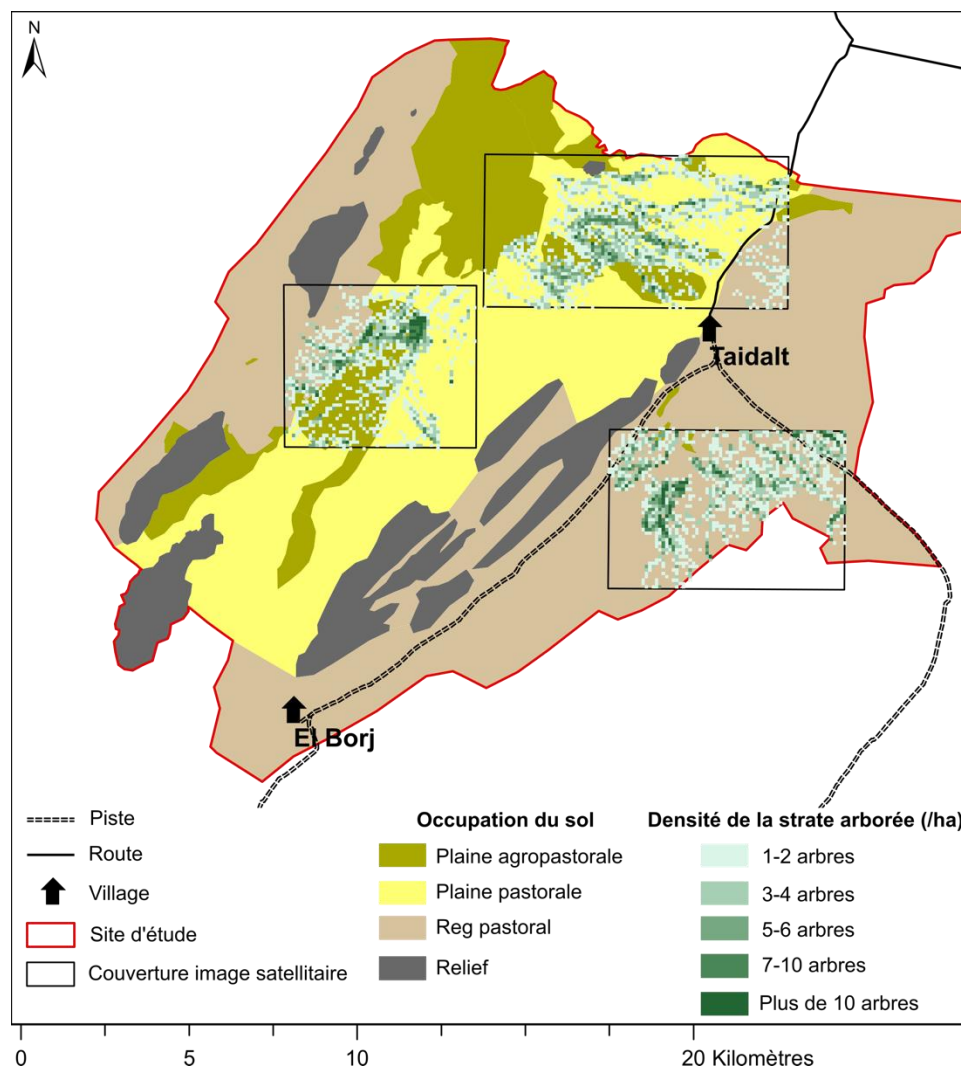 N
Taidalt
El Borj
Piste
Route
Village
Site d'étude
Couverture image satellitaire
Occupation du sol
Plaine agropastorale
Plaine pastorale
Reg pastoral
Relief
Densité de la strate arborée (/ha)
1-2 arbres
3-4 arbres
5-6 arbres
7-10 arbres
Plus de 10 arbres
0 5 10 20 Kilomètres